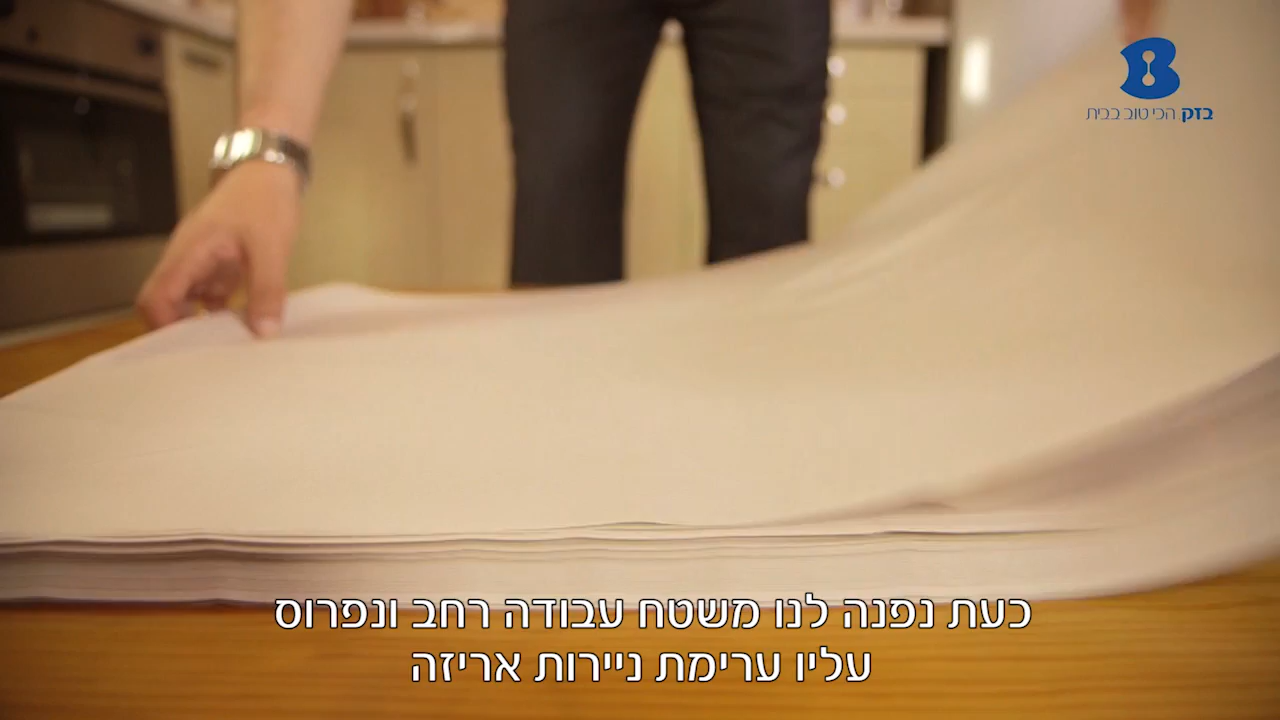 בזק הכי טוב בבית
כעת נפנה לנו משטח עבודה רחב ונפרוס
עליו ערימת ניירות אריזה